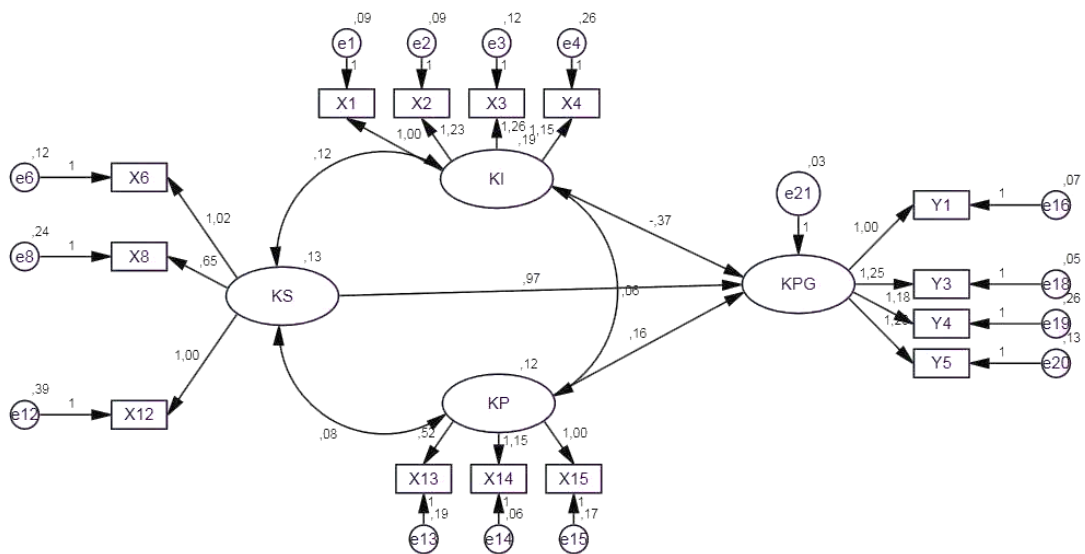 ,09 ,09 ,12 ,26
e1 e2 e3 e4
1 1 1 1
X1 X2 X3 X4
1,00 1,23 1,26 1,15
,19
KI
,12
,12
e6 1 X6
1,02
,24
e8 1 X8
,65
,13
KS
1,00
,39
e12 1 X12
-,37
,97
,06
,16
,08
,03
e21
1
KPG
,07
1,00 Y1 1 e16
,05
1,25 Y3 1 e18
,26
1,18 Y4 1 e19
,13
Y5 1 e20
,12
KP
,52 1,15 1,00
X13 X14 X15
1 1 1
,19 ,06 ,17
e13 e14 e15